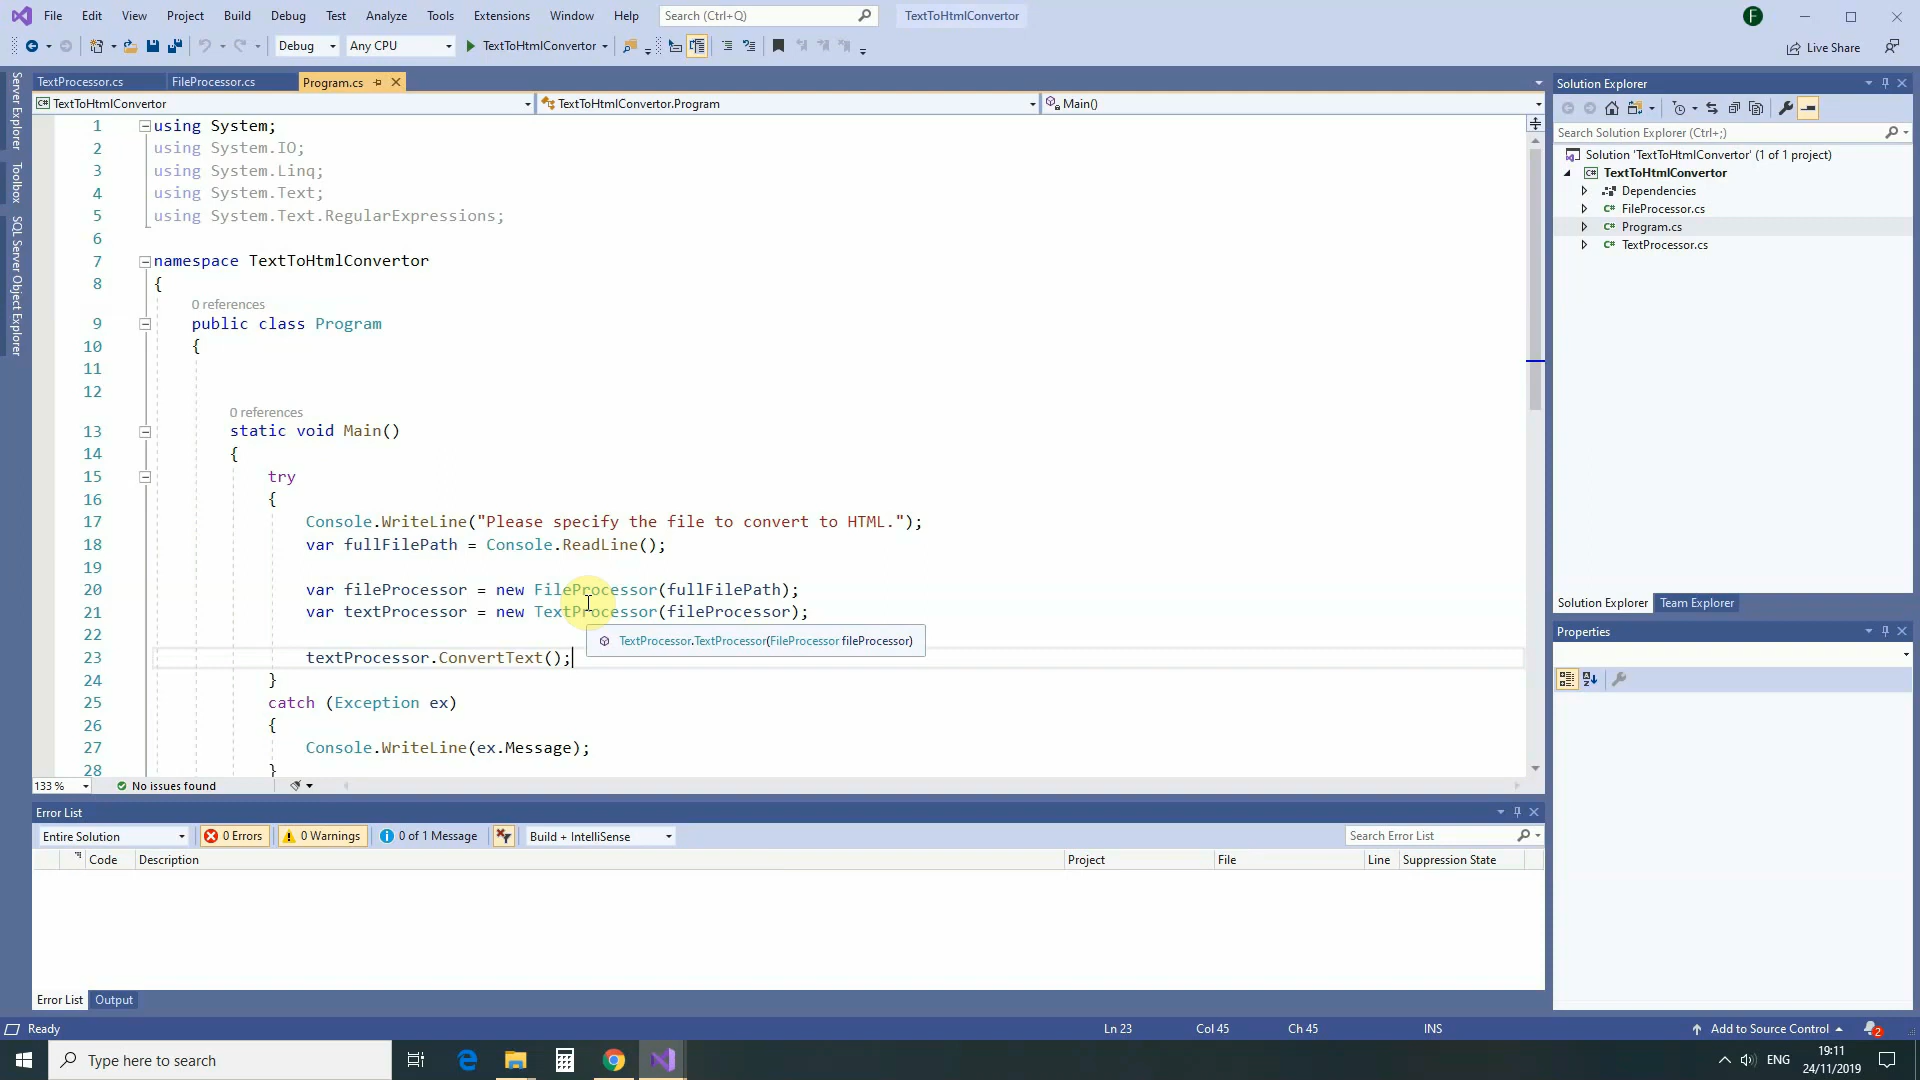 File Edit View Project Build Debug Test Analyze Tools Extensions Window Help Search (Ctrl+Q) TextToHtmlConvertor F
Debug Any CPU TextToHtmlConvertor Live Share
TextProcessor.cs FileProcessor.cs Program.cs
TextToHtmlConvertor TextToHtmlConvertor.Program Main()
Server Explorer
Toolbox
SQL Server Object Explorer
1 using System;
2 using System.IO;
3 using System.Linq;
4 using System.Text;
5 using System.Text.RegularExpressions;
6
7 namespace TextToHtmlConvertor
8 {
0 references
9 public class Program
10 {
11
12
0 references
13 static void Main()
14 {
15 try
16 {
17 Console.WriteLine("Please specify the file to convert to HTML.");
18 var fullFilePath = Console.ReadLine();
19
20 var fileProcessor = new FileProcessor(fullFilePath);
21 var textProcessor = new TextProcessor(fileProcessor);
22
TextProcessor.TextProcessor(FileProcessor fileProcessor)
23 textProcessor.ConvertText();
24 }
25 catch (Exception ex)
26 {
27 Console.WriteLine(ex.Message);
28 }
133 % No issues found
Solution Explorer
Search Solution Explorer (Ctrl+;)
Solution 'TextToHtmlConvertor' (1 of 1 project)
TextToHtmlConvertor
Dependencies
C# FileProcessor.cs
C# Program.cs
C# TextProcessor.cs
Solution Explorer Team Explorer
Properties
Error List
Entire Solution 0 Errors 0 Warnings 0 of 1 Message Build + IntelliSense Search Error List
Code Description Project File Line Suppression State
Error List Output
Ready Ln 23 Col 45 Ch 45 INS Add to Source Control 2
Type here to search ENG 19:11
24/11/2019